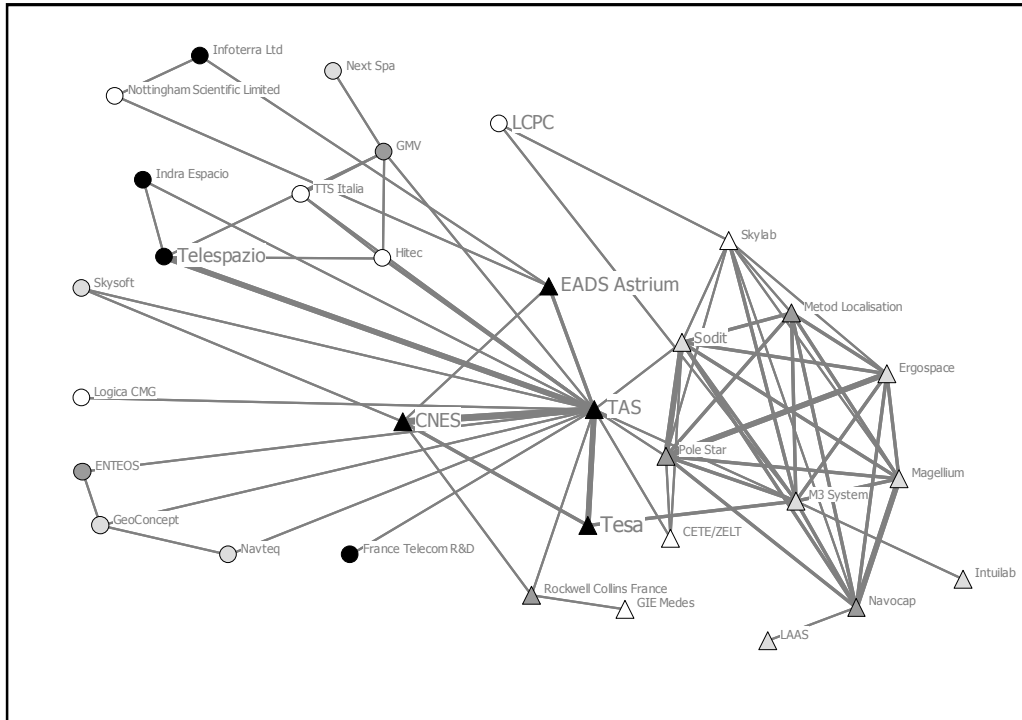 Infoterra Ltd
Next Spa
Nottingham Scientific Limited
LCPC
GMV
Indra Espacio
TTS Italia
Skylab
Telespazio
Hitec
Skysoft
EADS Astrium
Metod Localisation
Sodit
Ergospace
Logica CMG
TAS
CNES
Pole Star
ENTEOS
Magellium
M3 System
GeoConcept
Tesa
CETE/ZELT
Navteq
France Telecom R&D
Intuilab
Rockwell Collins France
GIE Medes
Navocap
LAAS